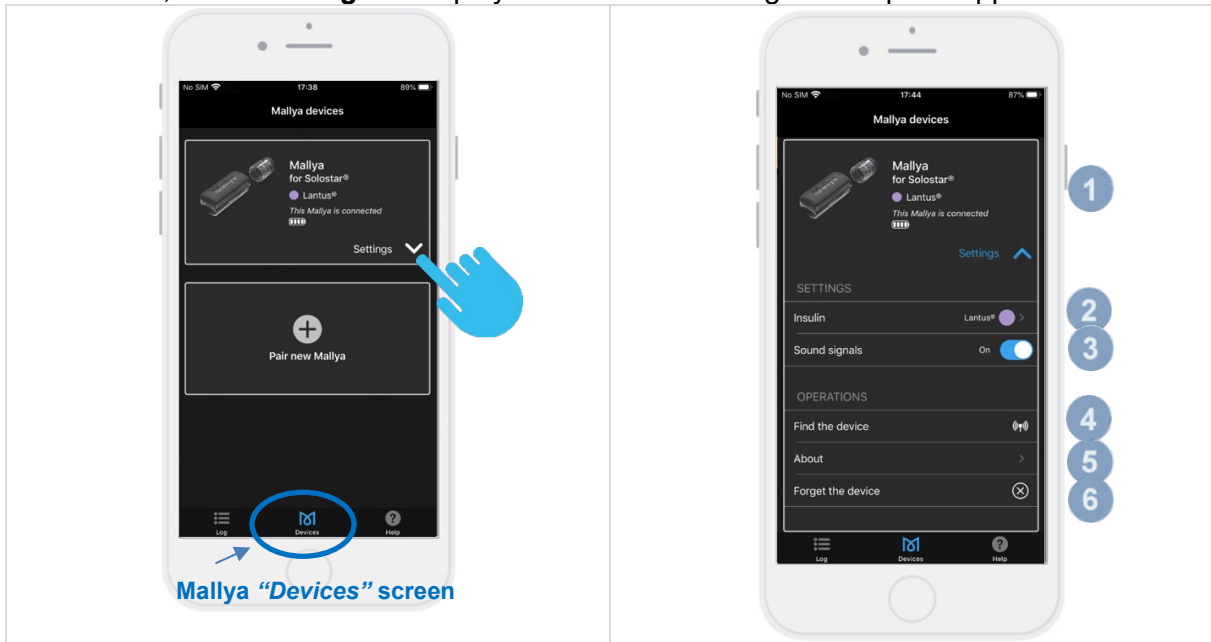 No SIM 17:38 89%
Mallya devices
Mallya
for Solostar®
Lantus®
This Mallya is connected
Settings
Pair new Mallya
Log Devices Help
Mallya “Devices” screen
No SIM 17:44 87%
Mallya devices
Mallya
for Solostar®
Lantus®
This Mallya is connected
Settings
SETTINGS
Insulin Lantus®
Sound signals On
OPERATIONS
Find the device
About
Forget the device
Log Devices Help
1
2
3
4
5
6